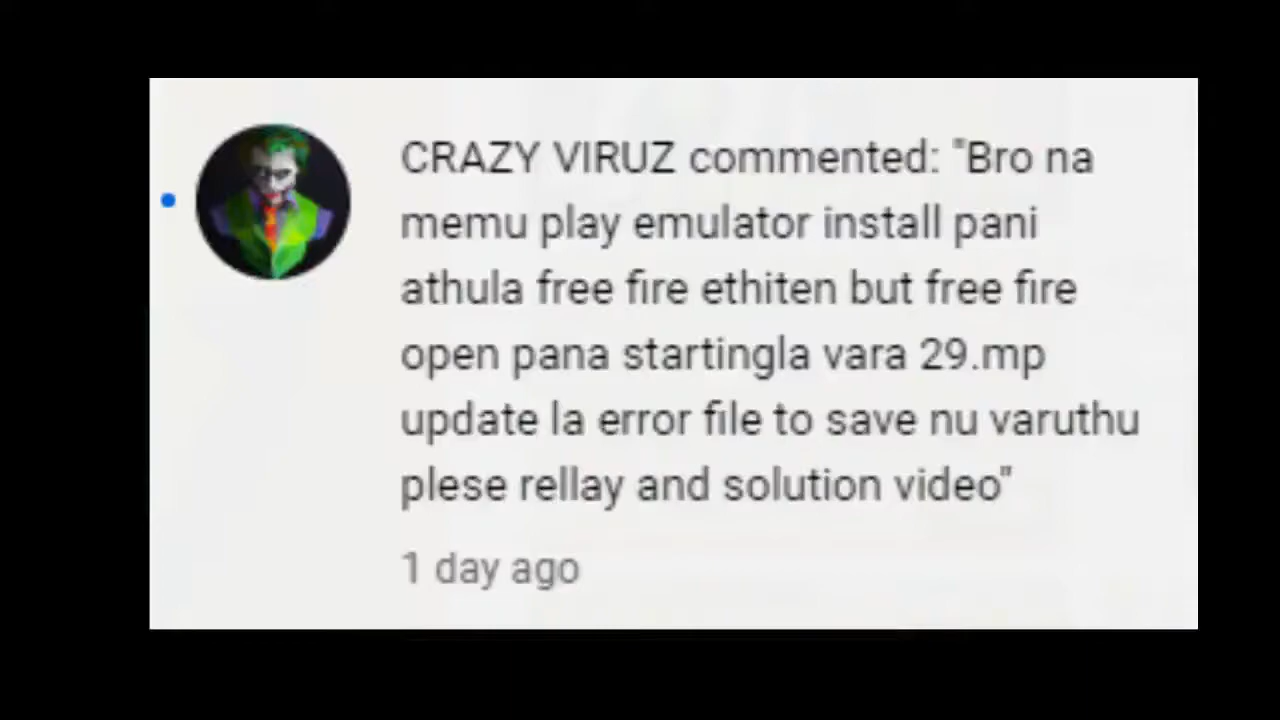 CRAZY VIRUZ commented: "Bro na
memu play emulator install pani
athula free fire ethiten but free fire
open pana startingla vara 29.mp
update la error file to save nu varuthu
plese rellay and solution video"
1 day ago